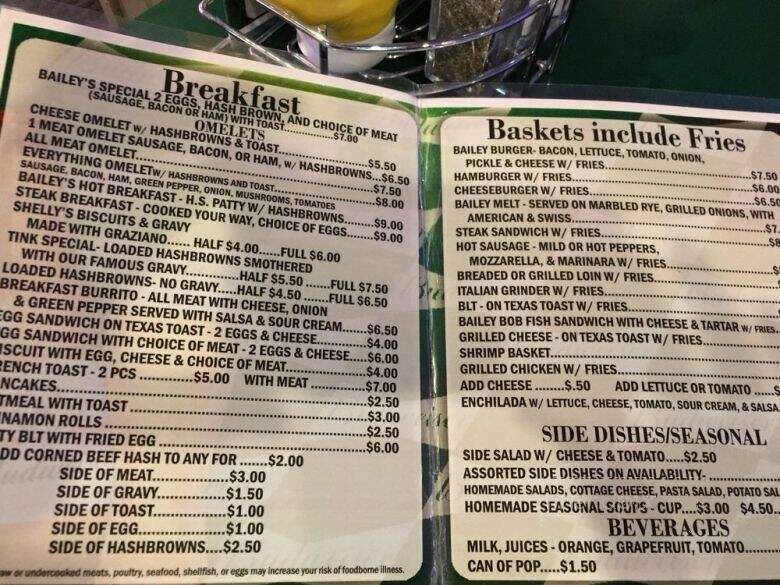 Breakfast
BAILEY'S SPECIAL 2 EGGS, HASH BROWN, AND CHOICE OF MEAT
(SAUSAGE, BACON OR HAM) WITH TOAST..............$7.00
OMELETS
CHEESE OMELET W/ HASHBROWNS & TOAST....................$5.50
1 MEAT OMELET SAUSAGE, BACON, OR HAM, W/ HASHBROWNS...$6.50
ALL MEAT OMELET.......................$7.50
EVERYTHING OMELET W/ HASHBROWNS AND TOAST...............$8.00
SAUSAGE, BACON, HAM, GREEN PEPPER, ONION, MUSHROOMS, TOMATOES
BAILEY'S HOT BREAKFAST - H.S. PATTY W/ HASHBROWNS.........$9.00
STEAK BREAKFAST - COOKED YOUR WAY, CHOICE OF EGGS.......$9.00
SHELLY'S BISCUITS & GRAVY
MADE WITH GRAZIANO...... HALF $4.00......FULL $6.00
TINK SPECIAL- LOADED HASHBROWNS SMOTHERED
WITH OUR FAMOUS GRAVY......HALF $5.50 ......FULL $7.50
LOADED HASHBROWNS- NO GRAVY.....HALF $4.50 .......FULL $6.50
BREAKFAST BURRITO - ALL MEAT WITH CHEESE, ONION
& GREEN PEPPER SERVED WITH SALSA & SOUR CREAM......$6.50
GG SANDWICH ON TEXAS TOAST - 2 EGGS & CHEESE...........$4.00
GG SANDWICH WITH CHOICE OF MEAT - 2 EGGS & CHEESE....$6.00
ISCUIT WITH EGG, CHEESE & CHOICE OF MEAT..............$4.00
RENCH TOAST - 2 PCS .............$5.00 WITH MEAT ............$7.00
NCAKES.................$2.50
TMEAL WITH TOAST .................$3.00
NAMON ROLLS .................$2.50
TY BLT WITH FRIED EGG .................$6.00
DD CORNED BEEF HASH TO ANY FOR .......$2.00
SIDE OF MEAT..............$3.00
SIDE OF GRAVY.............$1.50
SIDE OF TOAST.............$1.00
SIDE OF EGG................$1.00
SIDE OF HASHBROWNS....$2.50
aw or undercooked meats, poultry, seafood, shellfish, or eggs may increase your risk of foodborne illness.
Baskets include Fries
BAILEY BURGER- BACON, LETTUCE, TOMATO, ONION,
PICKLE & CHEESE W/ FRIES.................$7.50
HAMBURGER W/ FRIES.................$6.00
CHEESEBURGER W/ FRIES.................$6.50
BAILEY MELT - SERVED ON MARBLED RYE, GRILLED ONIONS, WITH
AMERICAN & SWISS.................$7.
STEAK SANDWICH W/ FRIES.................
HOT SAUSAGE - MILD OR HOT PEPPERS,
MOZZARELLA, & MARINARA W/ FRIES.................
BREADED OR GRILLED LOIN W/ FRIES.................
ITALIAN GRINDER W/ FRIES.................
BLT - ON TEXAS TOAST W/ FRIES.................
BAILEY BOB FISH SANDWICH WITH CHEESE & TARTAR W/ FRIES...
GRILLED CHEESE - ON TEXAS TOAST W/ FRIES.................
SHRIMP BASKET.................
GRILLED CHICKEN W/ FRIES.................
ADD CHEESE .......$.50 ADD LETTUCE OR TOMATO ......
ENCHILADA W/ LETTUCE, CHEESE, TOMATO, SOUR CREAM, & SALSA
SIDE DISHES/SEASONAL
SIDE SALAD W/ CHEESE & TOMATO.....$2.50
ASSORTED SIDE DISHES ON AVAILABILITY- .................
HOMEMADE SALADS, COTTAGE CHEESE, PASTA SALAD, POTATO SAL
HOMEMADE SEASONAL SOUPS - CUP....$3.00 $4.50..
BEVERAGES
MILK, JUICES - ORANGE, GRAPEFRUIT, TOMATO..........
CAN OF POP.....$1.50